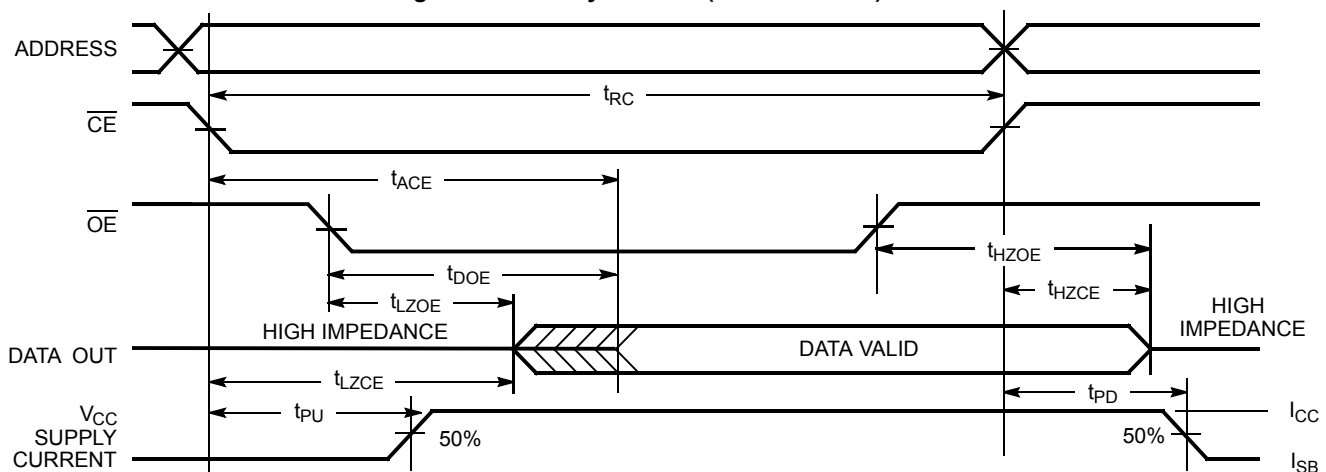 ADDRESS
tRC
CE
tACE
OE
tHZOE
tDOE
tHZCE
tLZOE
HIGH
IMPEDANCE
HIGH IMPEDANCE
DATA OUT
DATA VALID
tLZCE
tPD
VCC
SUPPLY
CURRENT
tPU
50%
50%
ICC
ISB